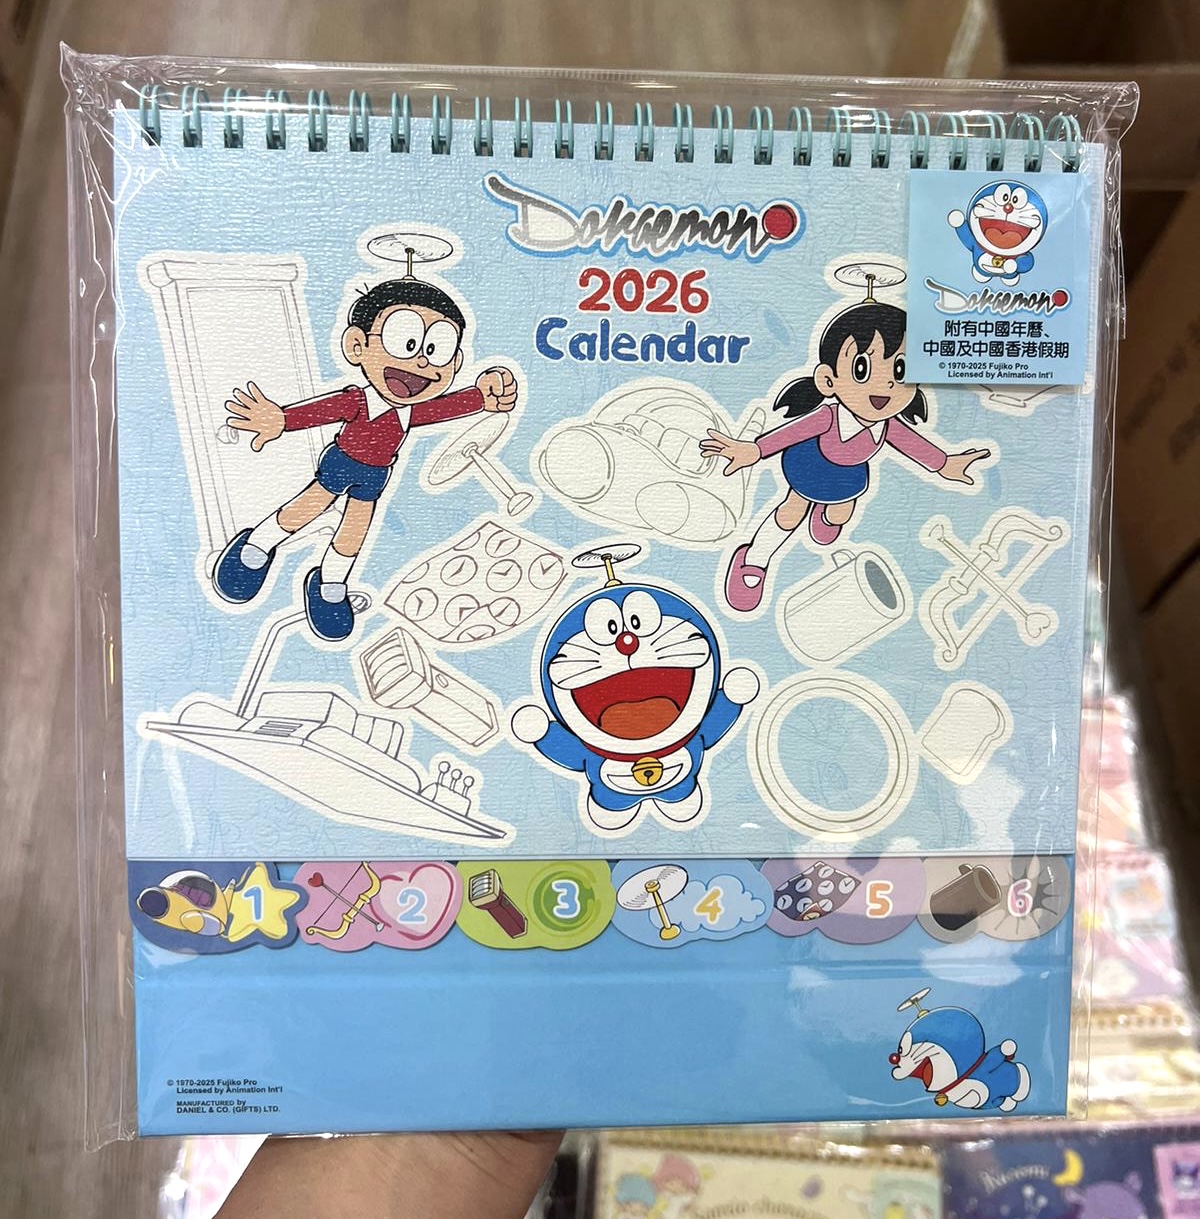 Doraemon
2026
Calendar
Doraemon
附有中國年曆、
中國及中國香港假期
© 1970-2025 Fujiko Pro
Licensed by Animation Int'l
1 2 3 4 5 6
© 1970-2025 Fujiko Pro
Licensed by Animation Int'l
MANUFACTURED by
DANIEL & CO. (GIFTS) LTD.
Kuromi